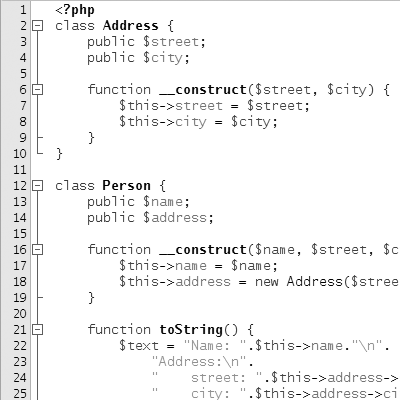 1 <?php
2 class Address {
3 public $street;
4 public $city;
5
6 function __construct($street, $city) {
7 $this->street = $street;
8 $this->city = $city;
9 }
10 }
11
12 class Person {
13 public $name;
14 public $address;
15
16 function __construct($name, $street, $c
17 $this->name = $name;
18 $this->address = new Address($stree
19 }
20
21 function toString() {
22 $text = "Name: ".$this->name."\n".
23 "Address:\n".
24 " street: ".$this->address->
25 " city: ".$this->address->ci